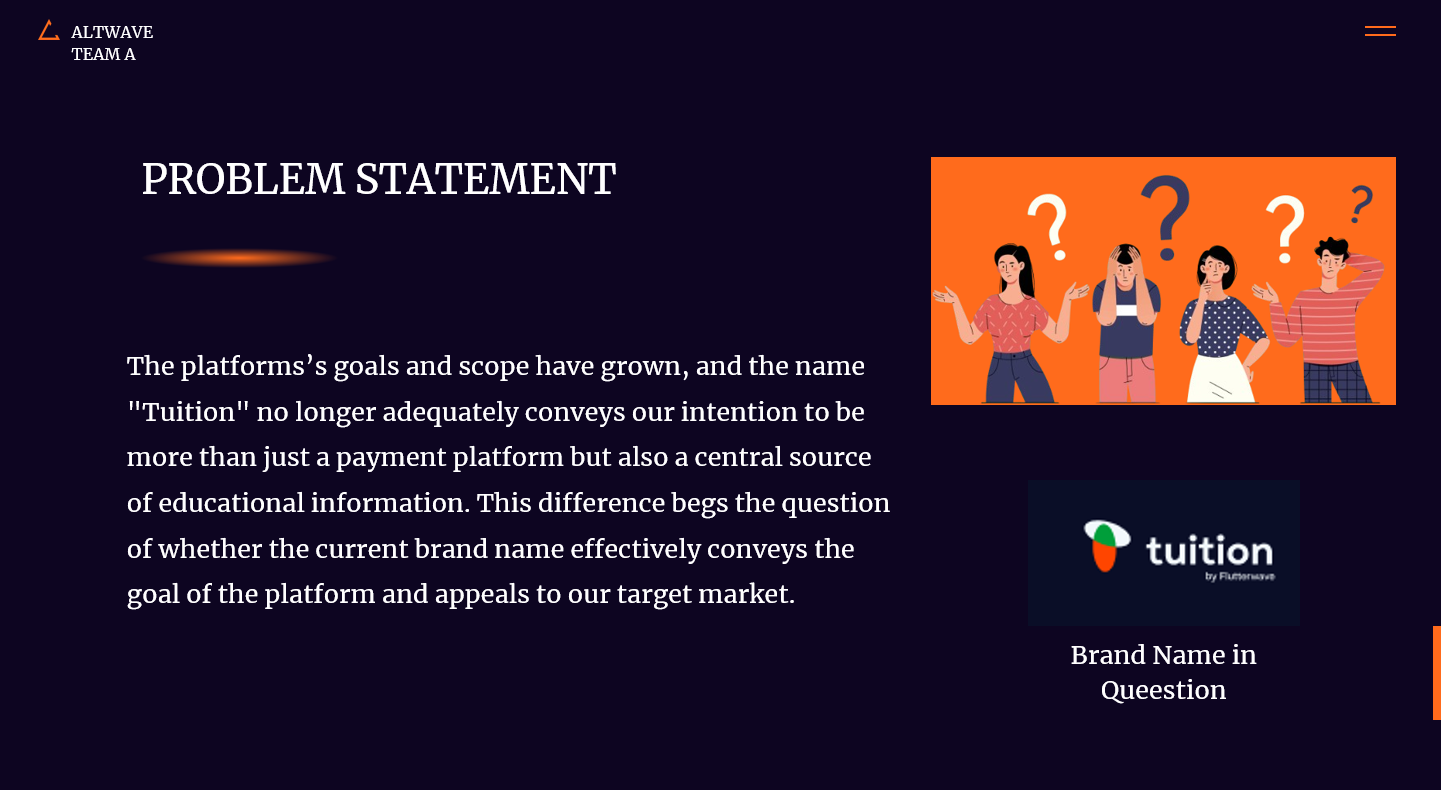 ALTWAVE
TEAM A
PROBLEM STATEMENT
The platforms’s goals and scope have grown, and the name
"Tuition" no longer adequately conveys our intention to be
more than just a payment platform but also a central source
of educational information. This difference begs the question
of whether the current brand name effectively conveys the
goal of the platform and appeals to our target market.
? ? ? ?
tuition
by Flutterwave
Brand Name in
Queestion